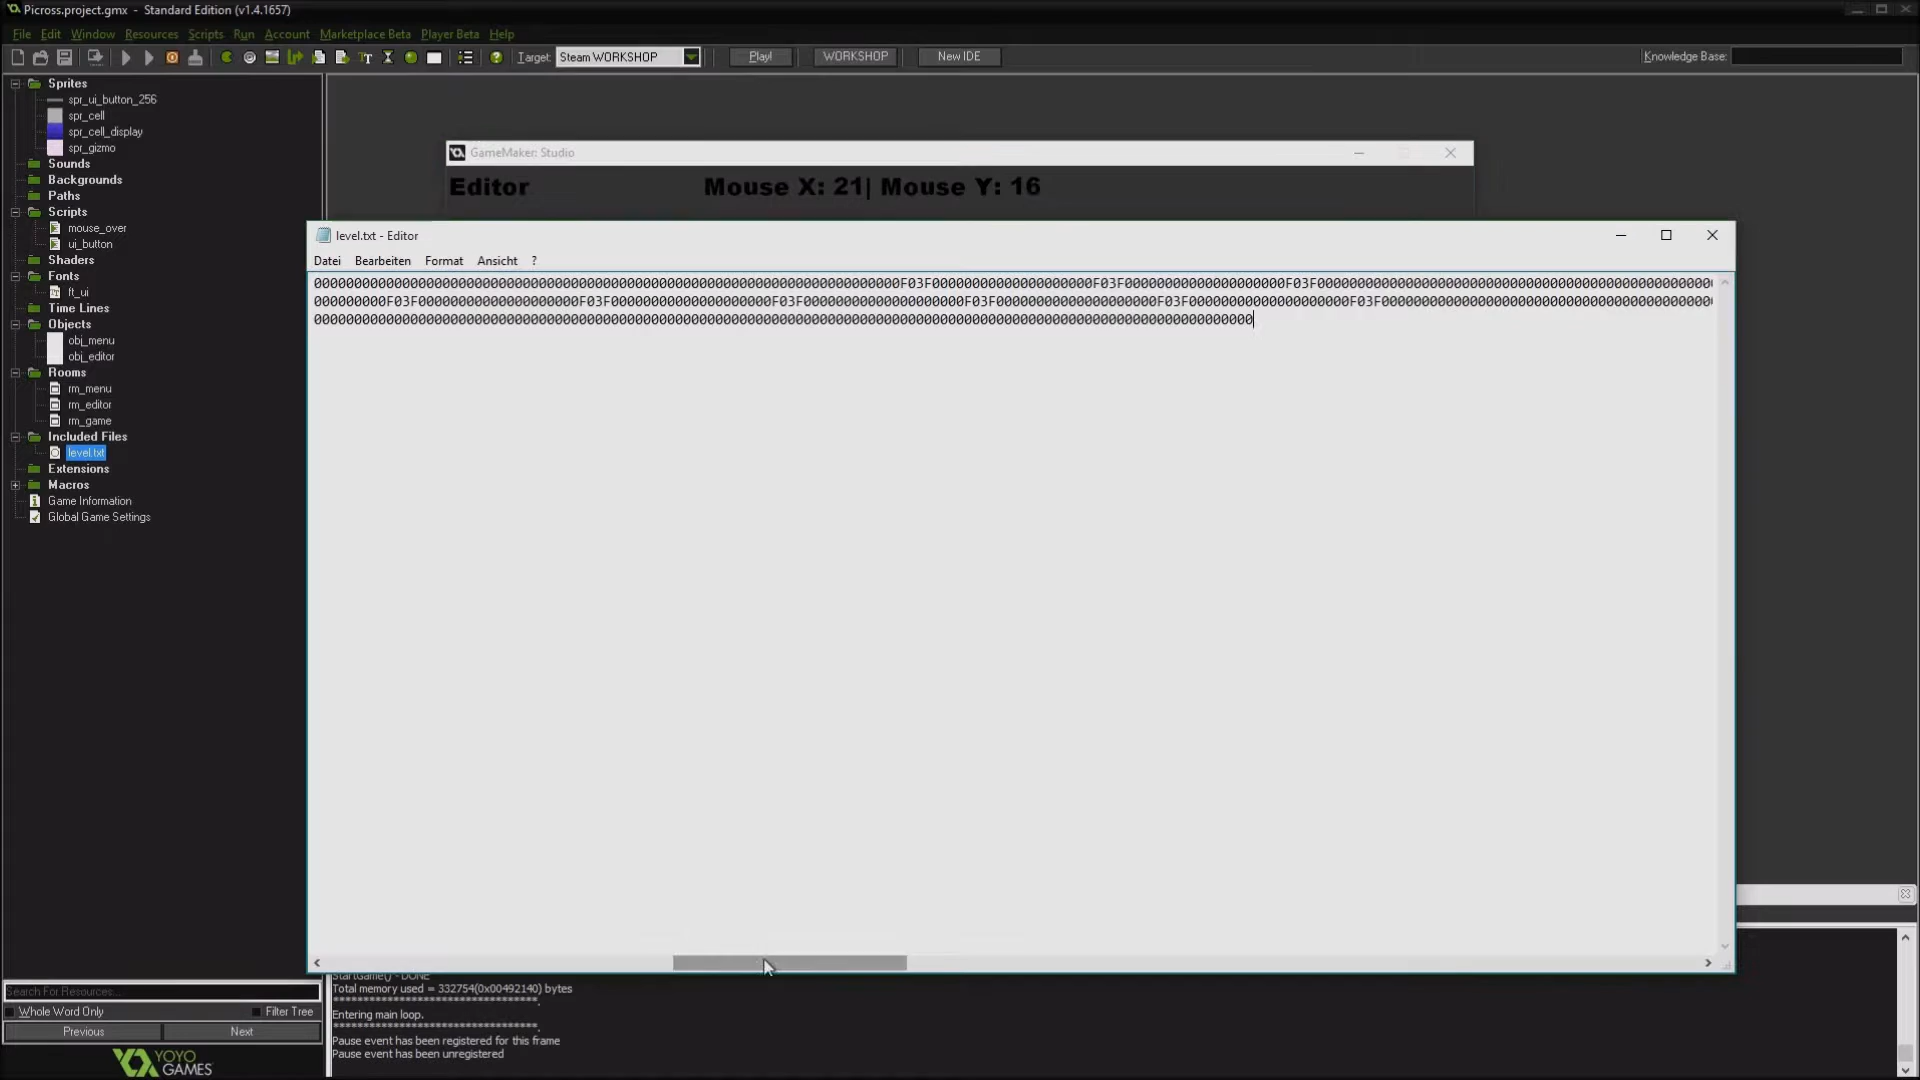 Picross.project.gmx - Standard Edition (v1.4.1657)
File Edit Window Resources Scripts Run Account Marketplace Beta Player Beta Help
Target: Steam WORKSHOP Play! WORKSHOP New IDE Knowledge Base:
Sprites
spr_ui_button_256
spr_cell
spr_cell_display
spr_gizmo
Sounds
Backgrounds
Paths
Scripts
mouse_over
ui_button
Shaders
Fonts
ft_ui
Time Lines
Objects
obj_menu
obj_editor
Rooms
rm_menu
rm_editor
rm_game
Included Files
level.txt
Extensions
Macros
Game Information
Global Game Settings
GameMaker: Studio
Editor Mouse X: 21| Mouse Y: 16
level.txt - Editor
Datei Bearbeiten Format Ansicht ?
StartGame() - DONE
Total memory used = 332754(0x00492140) bytes
Entering main loop.
Pause event has been registered for this frame
Pause event has been unregistered
Search For Resources...
Whole Word Only Filter Tree
Previous Next
YOYO
GAMES